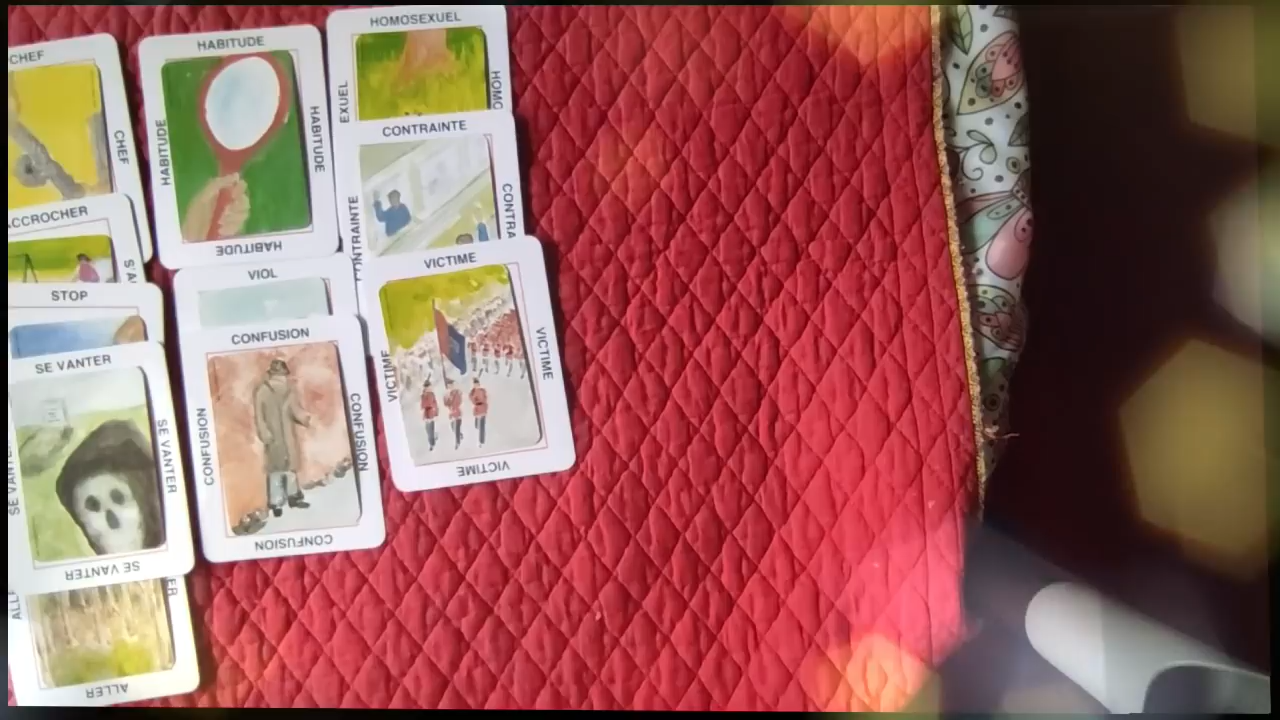 CHEF
CHEF
ACCROCHER
S'A
STOP
SE VANTER
SE VANTER
SE VANTER
SE VANTER
ALLER
HABITUDE
HABITUDE
HABITUDE
HABITUDE
VIOL
CONFUSION
CONFUSION
CONFUSION
CONFUSION
HOMOSEXUEL
EXUEL
HOMO
CONTRAINTE
CONTRAINTE
CONTRA
VICTIME
VICTIME
VICTIME
VICTIME